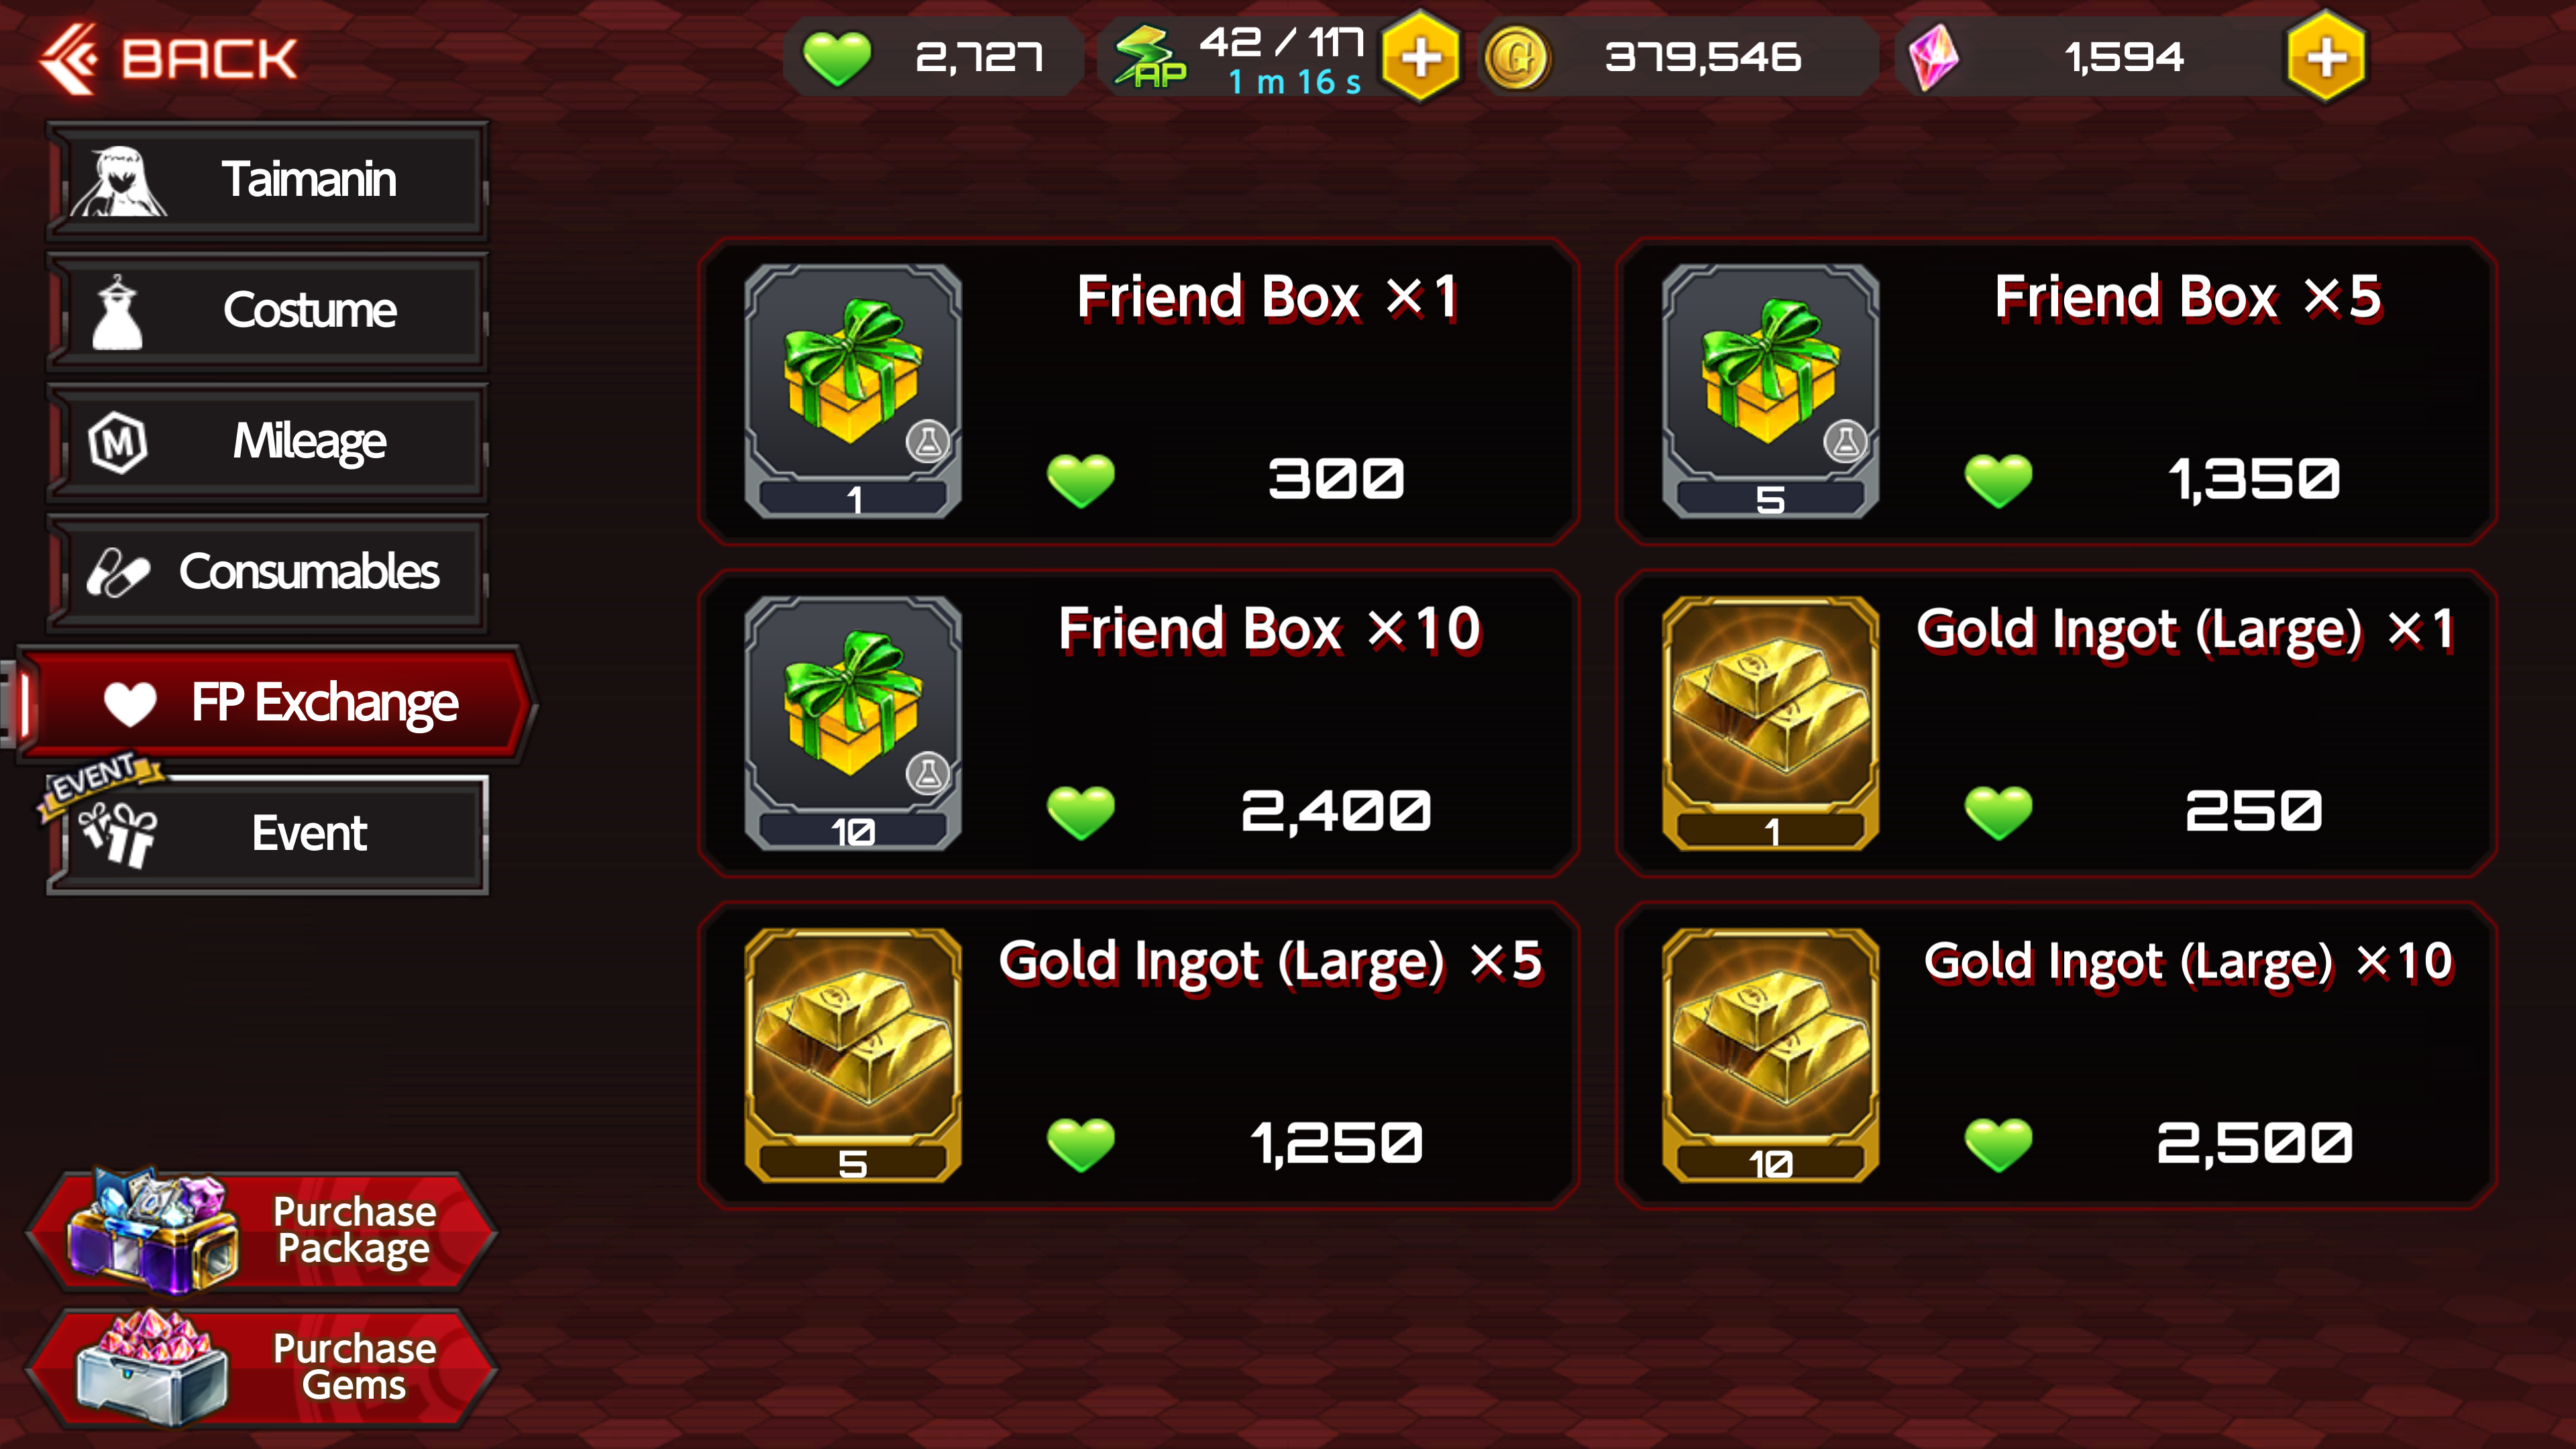 BACK
2,727
AP
42 / 117
1 m 16 s
379,546
1,594
Taimanin
Costume
M
Mileage
Consumables
FP Exchange
EVENT
Event
Purchase
Package
Purchase
Gems
Friend Box ×1
1
300
Friend Box ×5
5
1,350
Friend Box ×10
10
2,400
Gold Ingot (Large) ×1
1
250
Gold Ingot (Large) ×5
5
1,250
Gold Ingot (Large) ×10
10
2,500